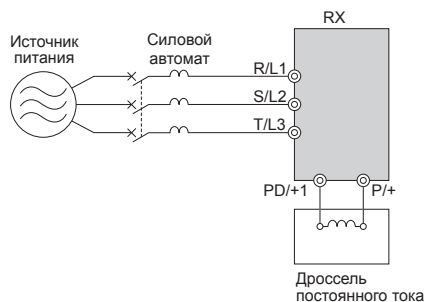 RX
Источник
питания
Силовой
автомат
R/L1
S/L2
T/L3
PD/+1
P/+
Дроссель
постоянного тока